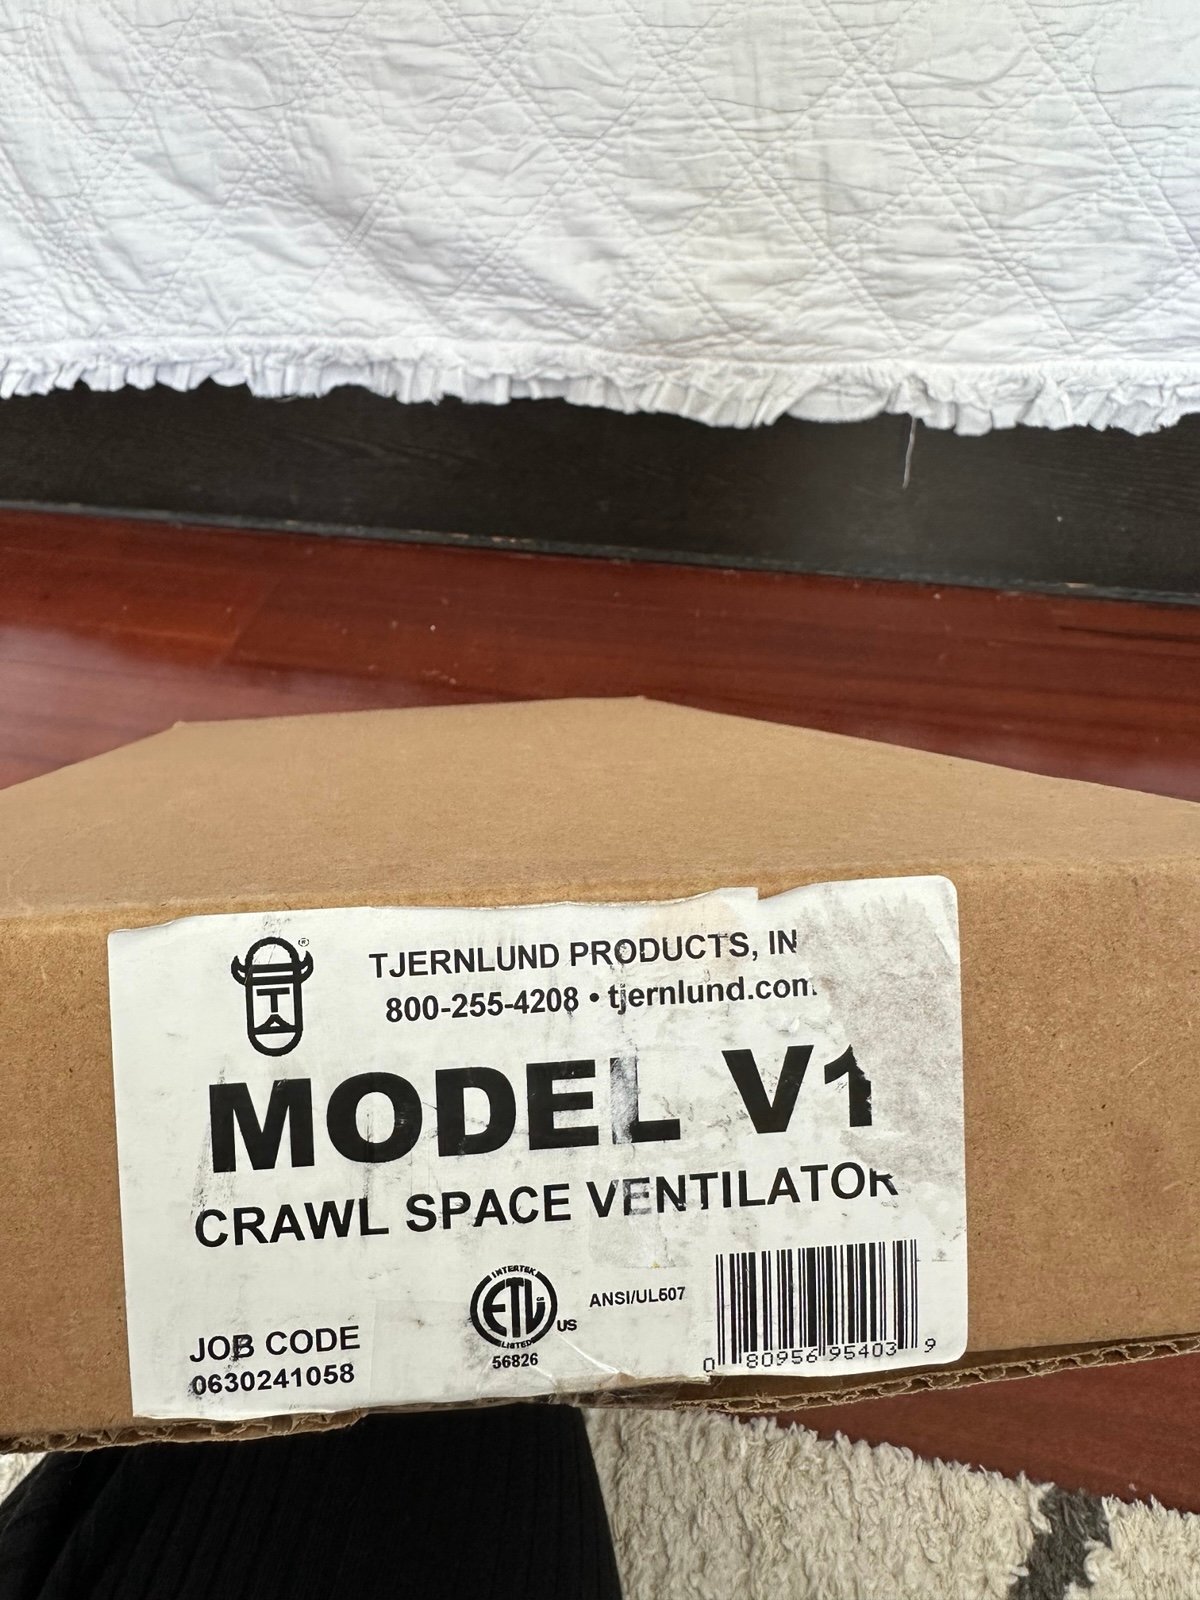 TJERNLUND PRODUCTS, IN
800-255-4208 • tjernlund.com
MODEL V1
CRAWL SPACE VENTILATOR
INTERTEK
ETL
US
LISTED
56826
ANSI/UL507
JOB CODE
0630241058
0 80956 95403 9